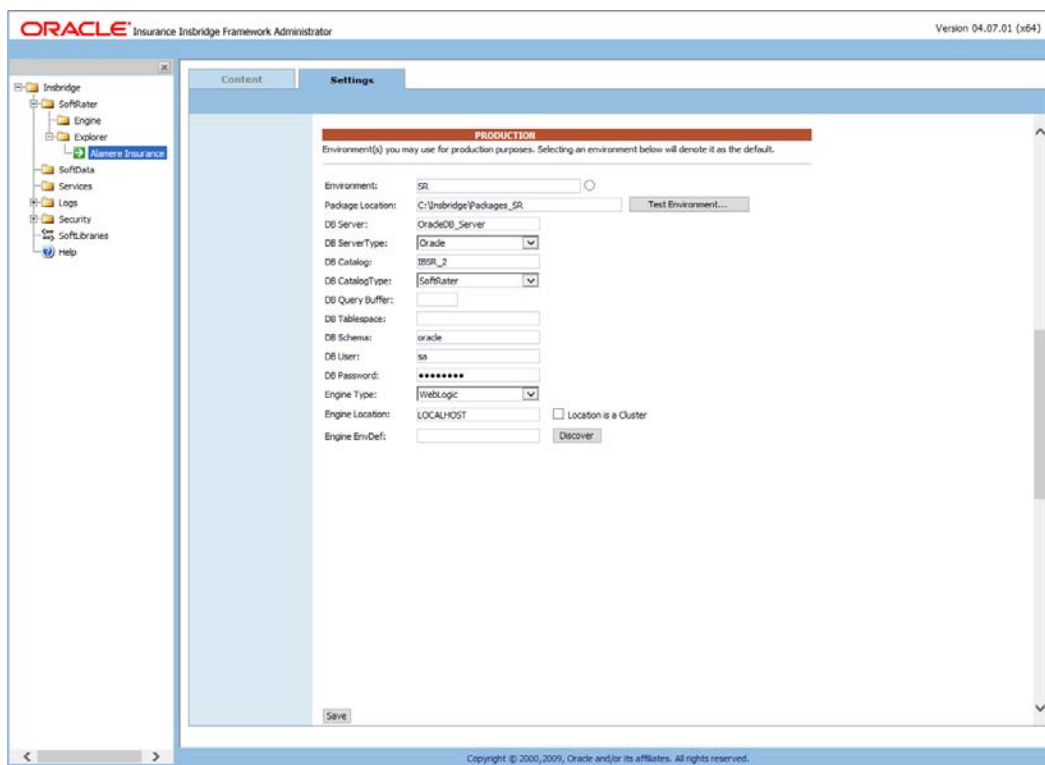 ORACLE Insurance Insbridge Framework Administrator
Version 04.07.01 (x64)
Insbridge
SoftRater
Engine
Explorer
Alamere Insurance
SoftData
Services
Logs
Security
SoftLibraries
Help
Content
Settings
PRODUCTION
Environment(s) you may use for production purposes. Selecting an environment below will denote it as the default.
Environment: SR
Package Location: C:\Insbridge\Packages_SR Test Environment...
DB Server: OracleDB_Server
DB ServerType: Oracle
DB Catalog: IBSR_2
DB CatalogType: SoftRater
DB Query Buffer:
DB Tablespace:
DB Schema: oracle
DB User: sa
DB Password: ••••••••
Engine Type: WebLogic
Engine Location: LOCALHOST Location is a Cluster
Engine EnvDef: Discover
Save
Copyright © 2000,2009, Oracle and/or its affiliates. All rights reserved.